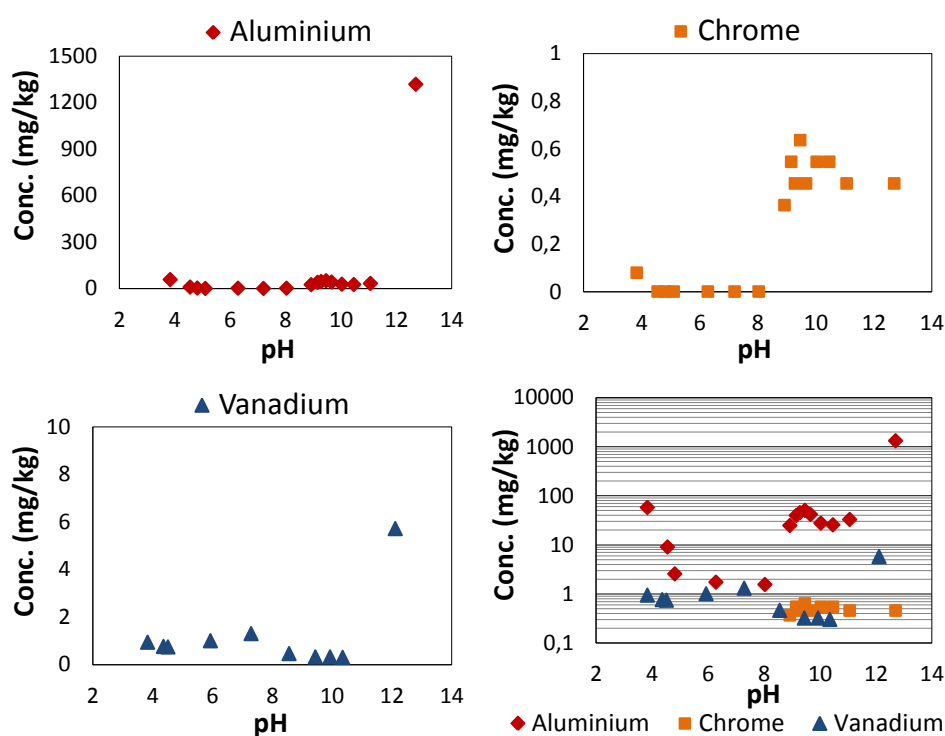 Aluminium
Conc. (mg/kg)
1500
1200
900
600
300
0
2 4 6 8 10 12 14
pH
Chrome
Conc. (mg/kg)
1
0,8
0,6
0,4
0,2
0
2 4 6 8 10 12 14
pH
Vanadium
Conc. (mg/kg)
10
8
6
4
2
0
2 4 6 8 10 12 14
pH
Conc. (mg/kg)
10000
1000
100
10
1
0,1
2 4 6 8 10 12 14
pH
Aluminium Chrome Vanadium